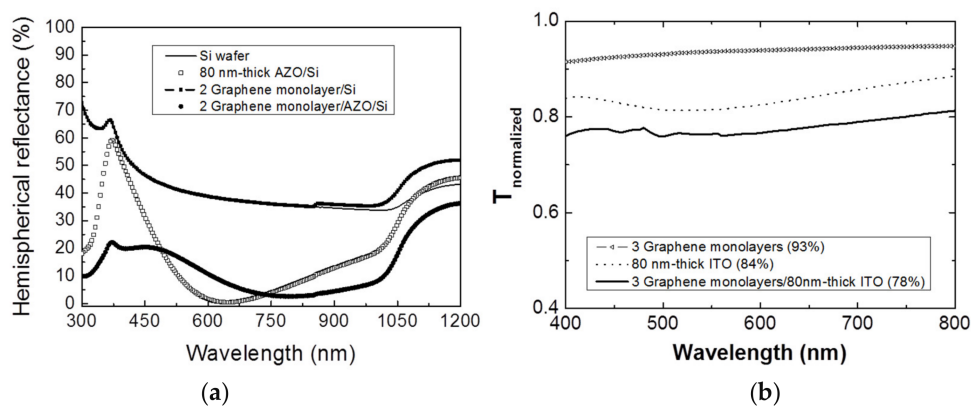 100
90
80
70
60
50
40
30
20
10
0
Hemispherical reflectance (%)
Si wafer
80 nm-thick AZO/Si
2 Graphene monolayer/Si
2 Graphene monolayer/AZO/Si
300 450 600 750 900 1050 1200
Wavelength (nm)
(a)
1.0
0.8
0.6
0.4
T normalized
3 Graphene monolayers (93%)
80 nm-thick ITO (84%)
3 Graphene monolayers/80nm-thick ITO (78%)
400 500 600 700 800
Wavelength (nm)
(b)